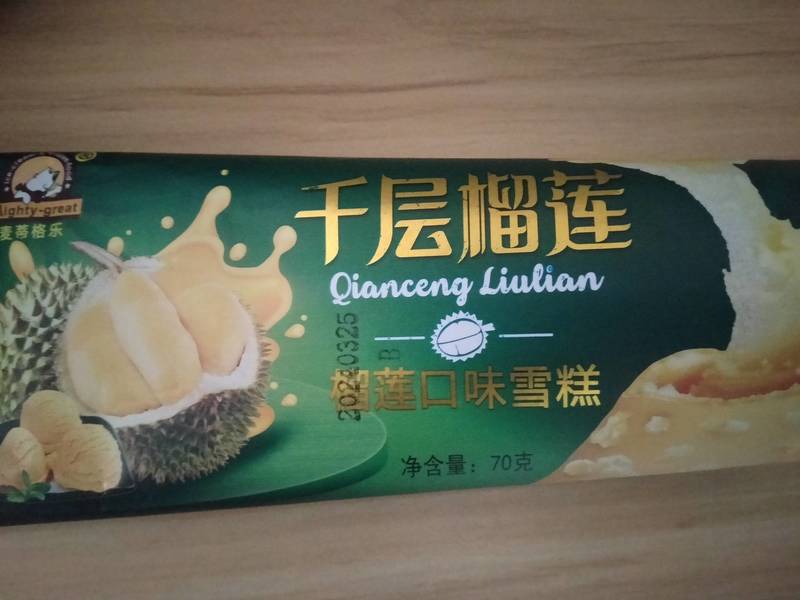 Mighty-great
麦蒂格乐
千层榴莲
Qianceng Liulian
B
榴莲口味雪糕
净含量：70克